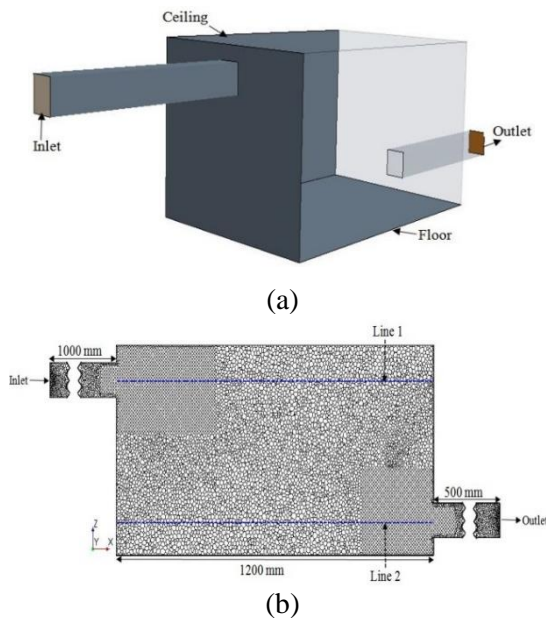 Ceiling
Inlet
Outlet
Floor
(a)
Line 1
1000 mm
Inlet
500 mm
Outlet
Z
Y X
1200 mm
Line 2
(b)